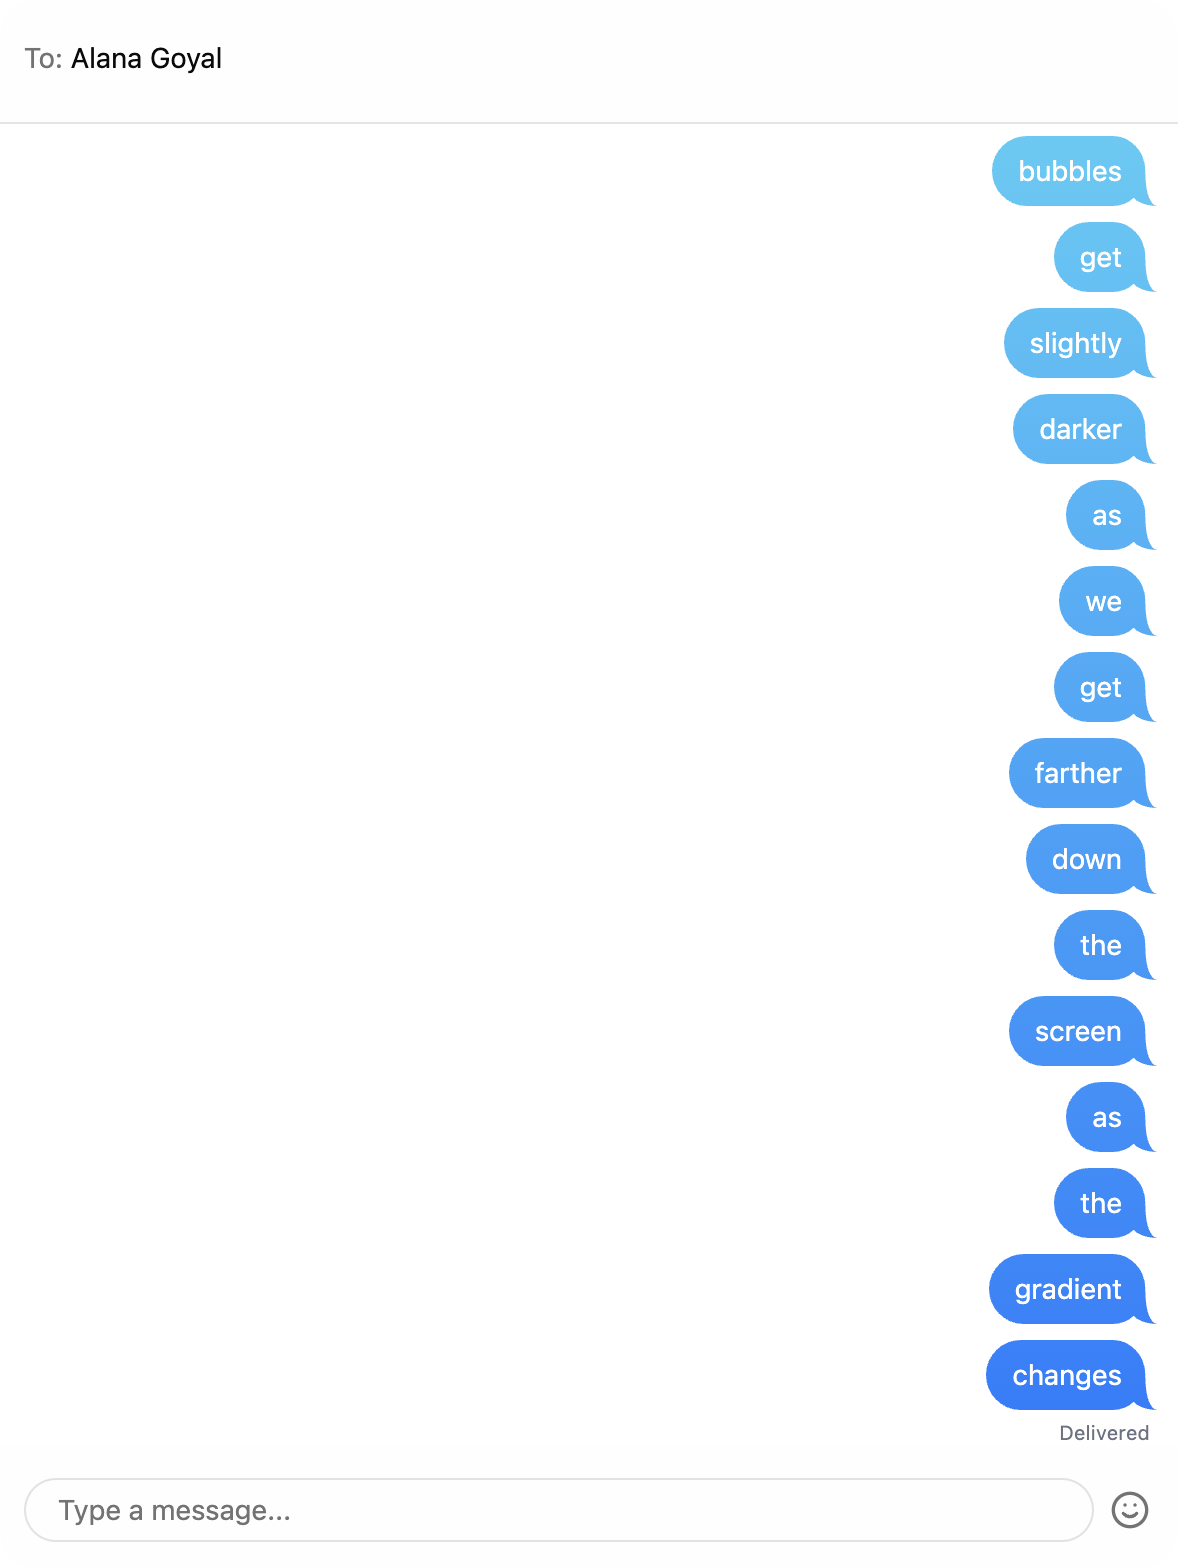 To: Alana Goyal
bubbles
get
slightly
darker
as
we
get
farther
down
the
screen
as
the
gradient
changes
Delivered
Type a message...